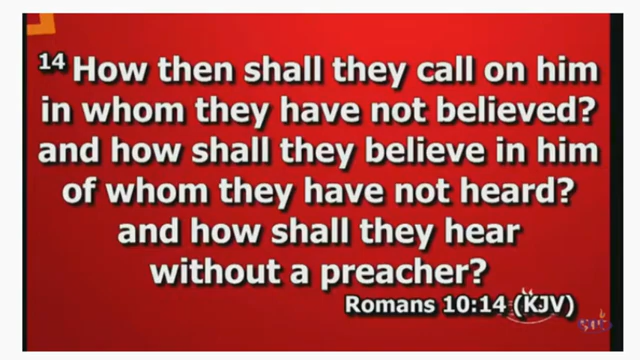 14 How then shall they call on him
in whom they have not believed?
and how shall they believe in him
of whom they have not heard?
and how shall they hear
without a preacher?
Romans 10:14 (KJV)